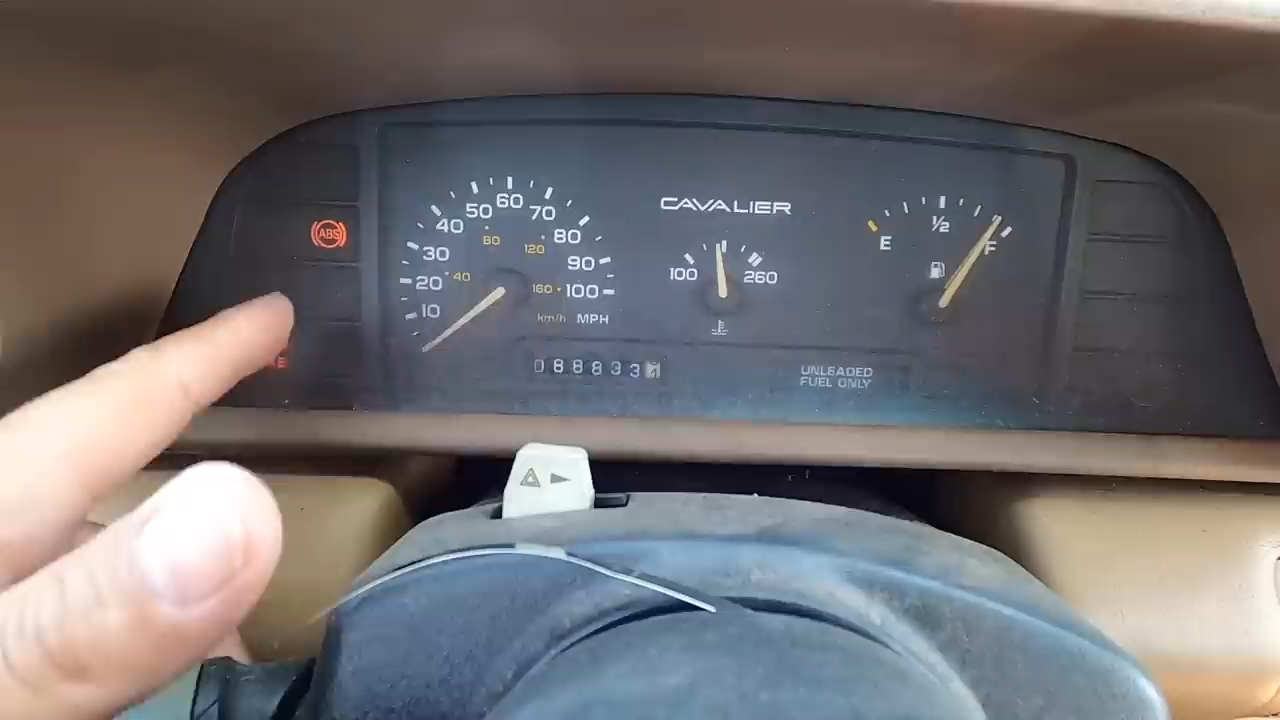 CAVALIER
ABS
10 20 30 40 50 60 70 80 90 100
40 80 120 160
km/h MPH
100 260
E ½ F
088833
UNLEADED
FUEL ONLY